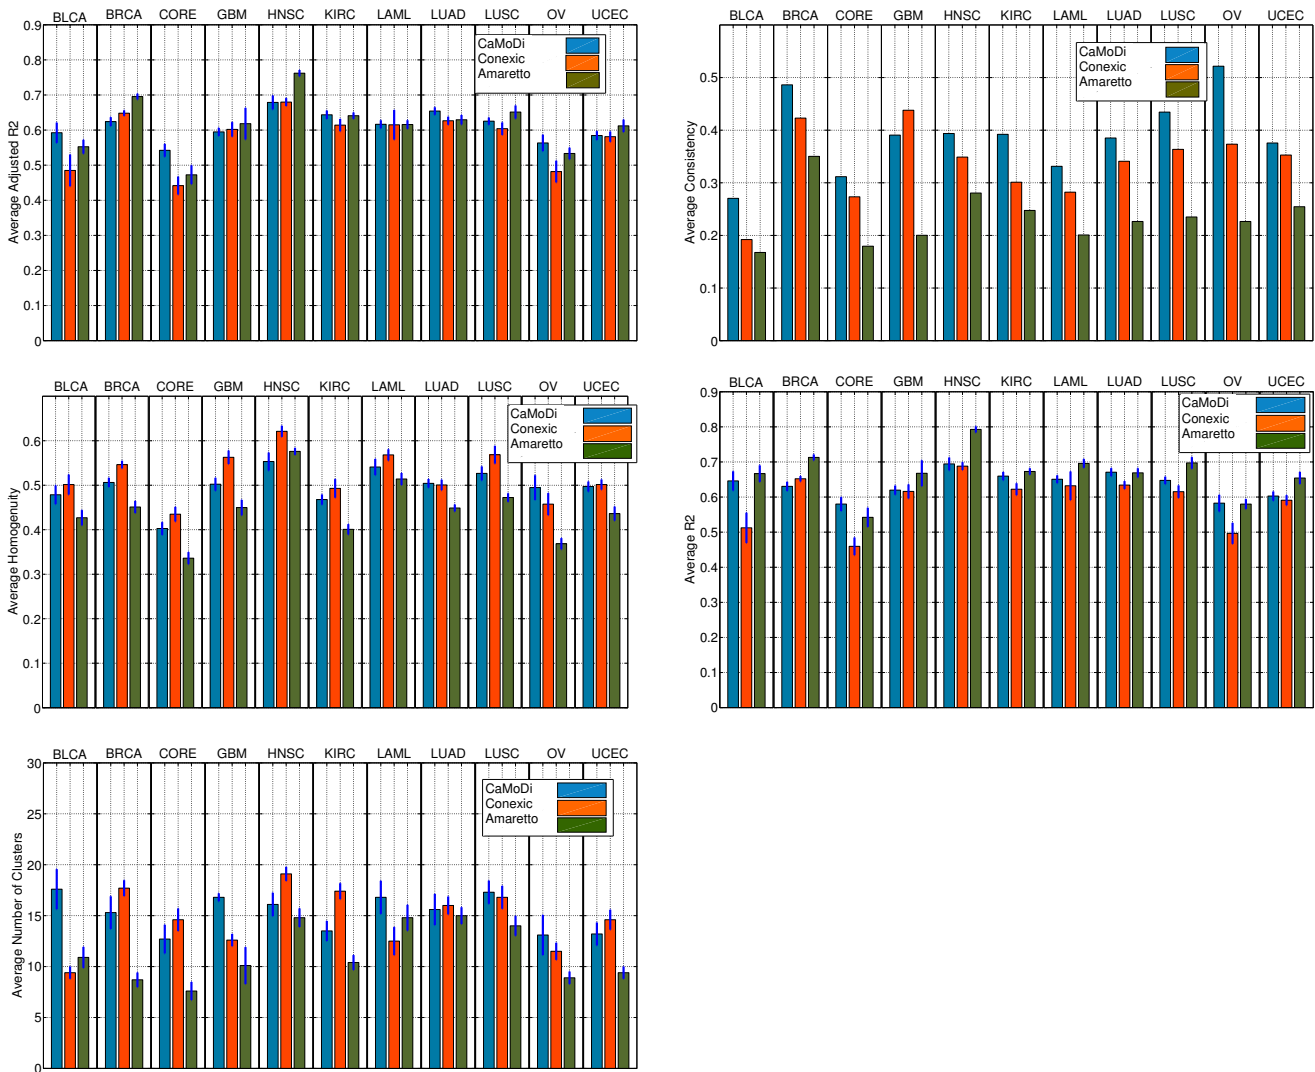 BLCA BRCA CORE GBM HNSC KIRC LAML LUAD LUSC OV UCEC
CaMoDi
Conexic
Amaretto
Average Adjusted R2
0.9
0.8
0.7
0.6
0.5
0.4
0.3
0.2
0.1
0
BLCA BRCA CORE GBM HNSC KIRC LAML LUAD LUSC OV UCEC
CaMoDi
Conexic
Amaretto
Average Consistency
0.5
0.4
0.3
0.2
0.1
0
BLCA BRCA CORE GBM HNSC KIRC LAML LUAD LUSC OV UCEC
CaMoDi
Conexic
Amaretto
Average Homogenuity
0.6
0.5
0.4
0.3
0.2
0.1
0
BLCA BRCA CORE GBM HNSC KIRC LAML LUAD LUSC OV UCEC
CaMoDi
Conexic
Amaretto
Average R2
0.9
0.8
0.7
0.6
0.5
0.4
0.3
0.2
0.1
0
BLCA BRCA CORE GBM HNSC KIRC LAML LUAD LUSC OV UCEC
CaMoDi
Conexic
Amaretto
Average Number of Clusters
30
25
20
15
10
5
0